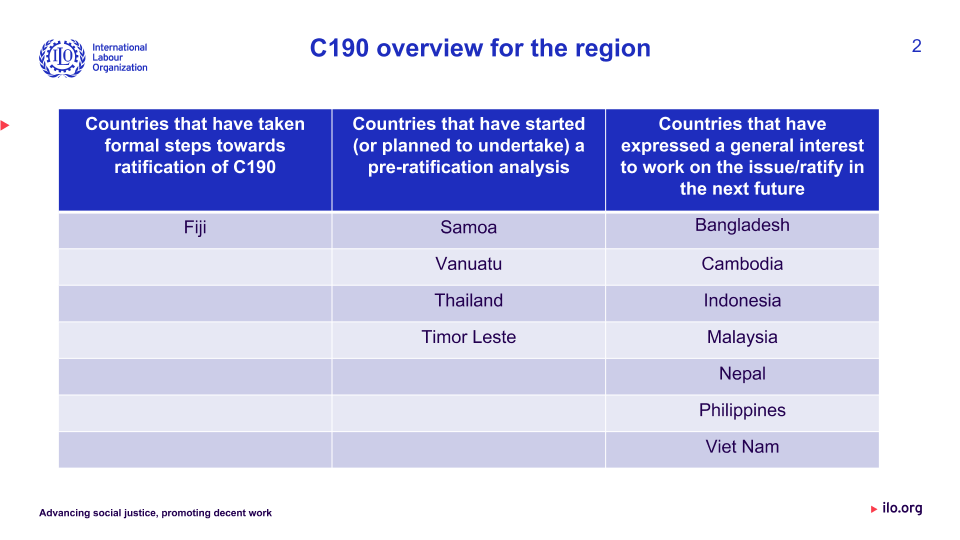 International
Labour
Organization
C190 overview for the region
2
Countries that have taken
formal steps towards
ratification of C190
Countries that have started
(or planned to undertake) a
pre-ratification analysis
Countries that have
expressed a general interest
to work on the issue/ratify in
the next future
Fiji
Samoa
Bangladesh
Vanuatu
Cambodia
Thailand
Indonesia
Timor Leste
Malaysia
Nepal
Philippines
Viet Nam
Advancing social justice, promoting decent work
ilo.org